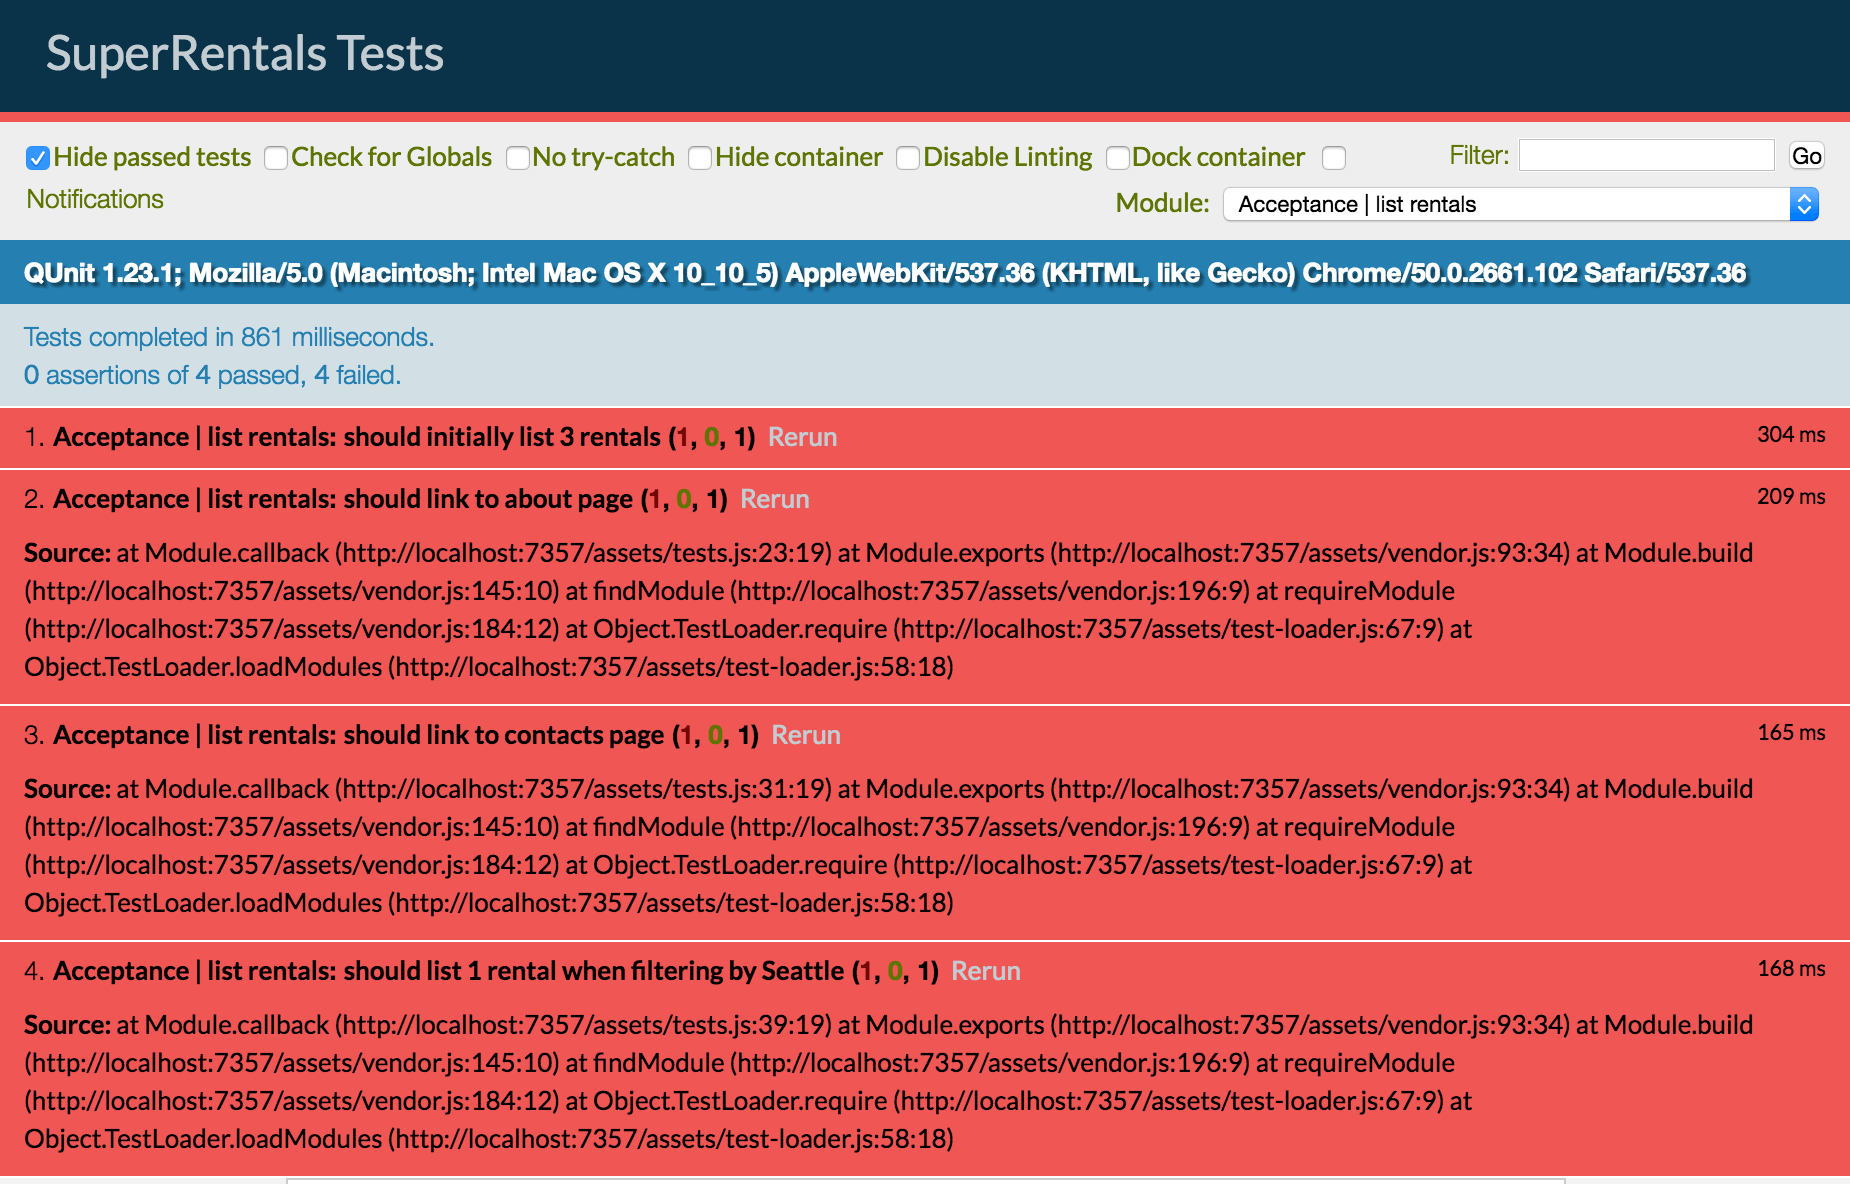 SuperRentals Tests
Hide passed tests Check for Globals No try-catch Hide container Disable Linting Dock container Filter: Go
Notifications Module: Acceptance | list rentals
QUnit 1.23.1; Mozilla/5.0 (Macintosh; Intel Mac OS X 10_10_5) AppleWebKit/537.36 (KHTML, like Gecko) Chrome/50.0.2661.102 Safari/537.36
Tests completed in 861 milliseconds.
0 assertions of 4 passed, 4 failed.
1. Acceptance | list rentals: should initially list 3 rentals (1, 0, 1) Rerun 304 ms
2. Acceptance | list rentals: should link to about page (1, 0, 1) Rerun 209 ms
Source: at Module.callback (http://localhost:7357/assets/tests.js:23:19) at Module.exports (http://localhost:7357/assets/vendor.js:93:34) at Module.build
(http://localhost:7357/assets/vendor.js:145:10) at findModule (http://localhost:7357/assets/vendor.js:196:9) at requireModule
(http://localhost:7357/assets/vendor.js:184:12) at Object.TestLoader.require (http://localhost:7357/assets/test-loader.js:67:9) at
Object.TestLoader.loadModules (http://localhost:7357/assets/test-loader.js:58:18)
3. Acceptance | list rentals: should link to contacts page (1, 0, 1) Rerun 165 ms
Source: at Module.callback (http://localhost:7357/assets/tests.js:31:19) at Module.exports (http://localhost:7357/assets/vendor.js:93:34) at Module.build
(http://localhost:7357/assets/vendor.js:145:10) at findModule (http://localhost:7357/assets/vendor.js:196:9) at requireModule
(http://localhost:7357/assets/vendor.js:184:12) at Object.TestLoader.require (http://localhost:7357/assets/test-loader.js:67:9) at
Object.TestLoader.loadModules (http://localhost:7357/assets/test-loader.js:58:18)
4. Acceptance | list rentals: should list 1 rental when filtering by Seattle (1, 0, 1) Rerun 168 ms
Source: at Module.callback (http://localhost:7357/assets/tests.js:39:19) at Module.exports (http://localhost:7357/assets/vendor.js:93:34) at Module.build
(http://localhost:7357/assets/vendor.js:145:10) at findModule (http://localhost:7357/assets/vendor.js:196:9) at requireModule
(http://localhost:7357/assets/vendor.js:184:12) at Object.TestLoader.require (http://localhost:7357/assets/test-loader.js:67:9) at
Object.TestLoader.loadModules (http://localhost:7357/assets/test-loader.js:58:18)